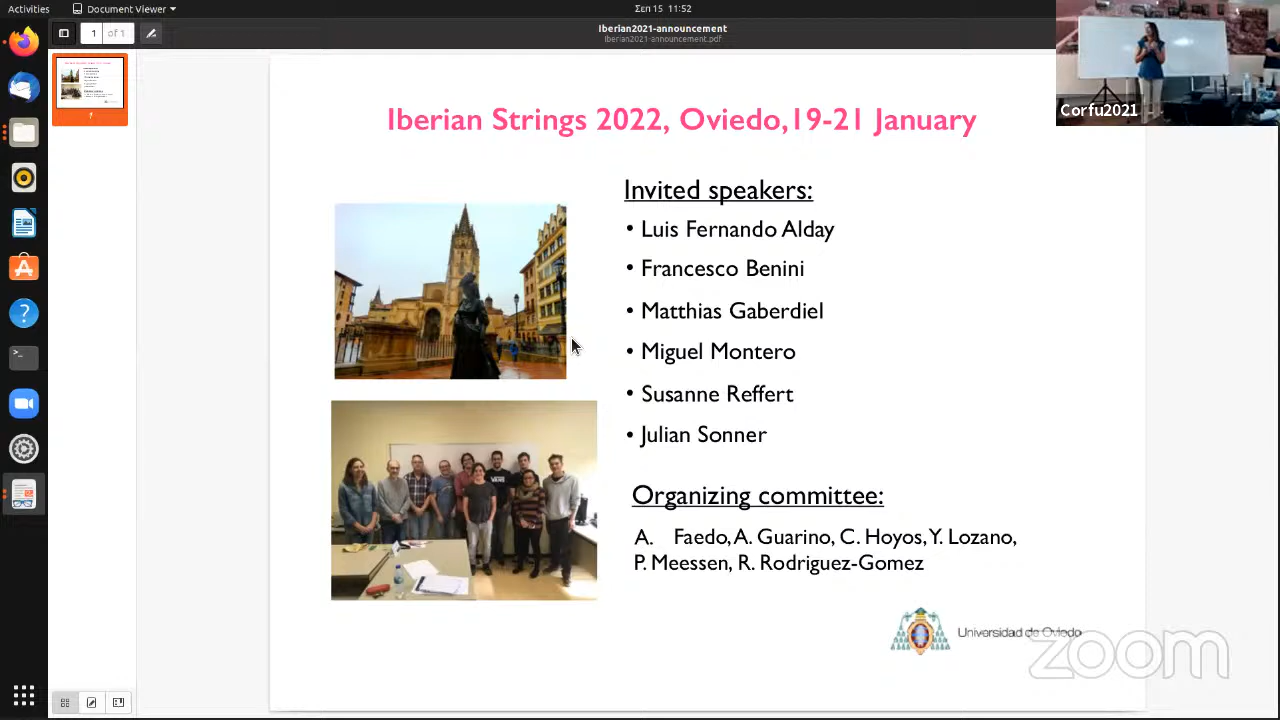 Activities
Document Viewer
Σεπ 15 11:52
1 of 1
Iberian2021-announcement
Iberian2021-announcement.pdf
Corfu2021
Iberian Strings 2022, Oviedo,19-21 January
Invited speakers:
• Luis Fernando Alday
• Francesco Benini
• Matthias Gaberdiel
• Miguel Montero
• Susanne Reffert
• Julian Sonner
Organizing committee:
A. Faedo, A. Guarino, C. Hoyos, Y. Lozano,
P. Meessen, R. Rodriguez-Gomez
Universidad de Oviedo
zoom